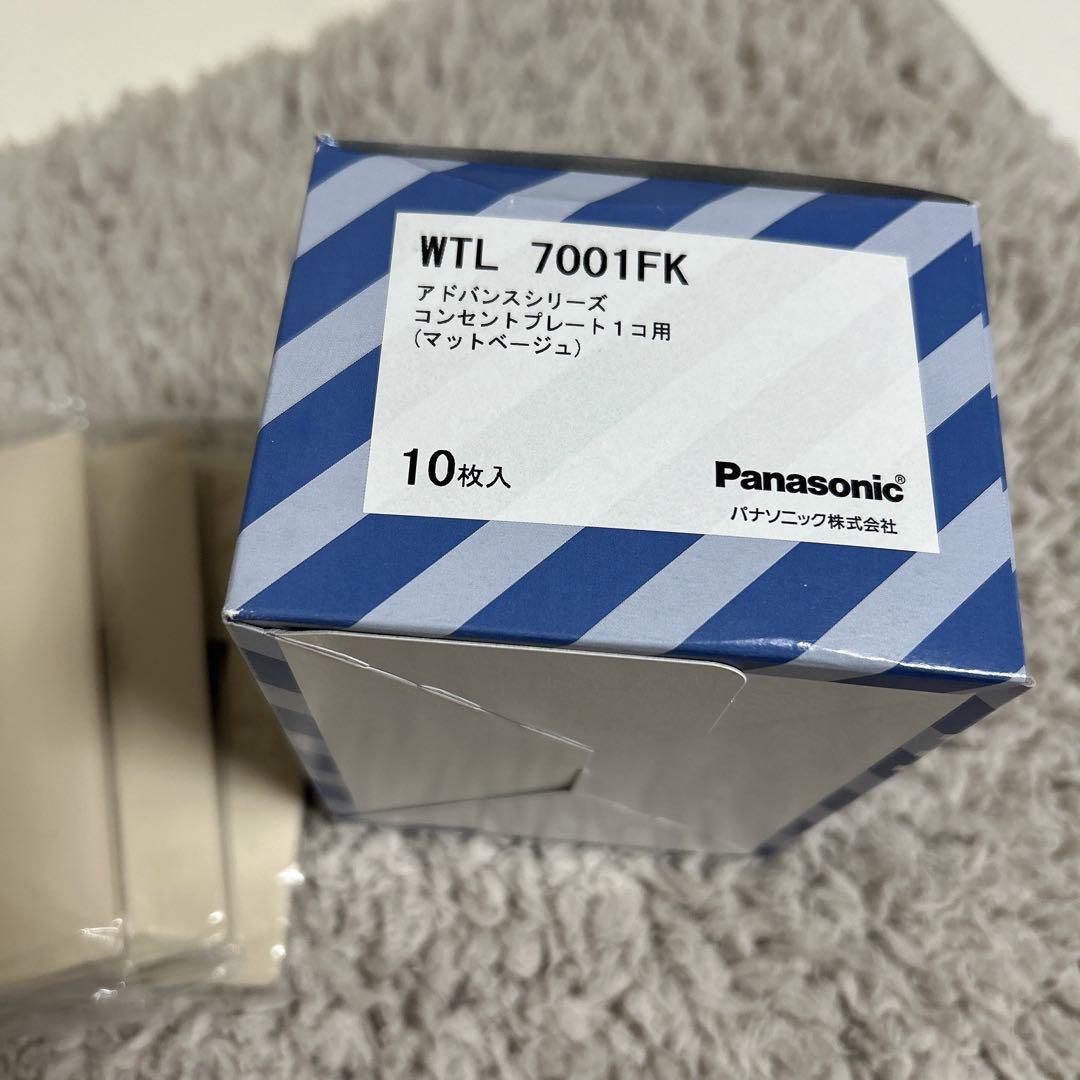 WTL 7001FK
アドバンスシリーズ
コンセントプレート1コ用
(マットベージュ)
10枚入
Panasonic®
パナソニック株式会社